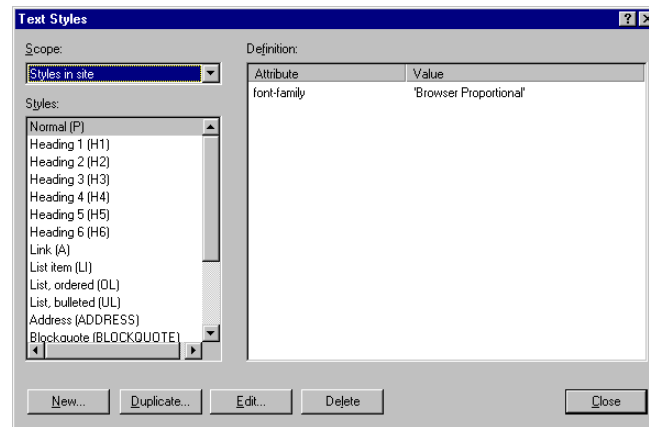 Text Styles
Scope:
Styles in site
Styles:
Normal (P)
Heading 1 (H1)
Heading 2 (H2)
Heading 3 (H3)
Heading 4 (H4)
Heading 5 (H5)
Heading 6 (H6)
Link (A)
List item (LI)
List, ordered (OL)
List, bulleted (UL)
Address (ADDRESS)
Blockquote (BLOCKQUOTE)
Definition:
Attribute Value
font-family 'Browser Proportional'
New... Duplicate... Edit... Delete Close